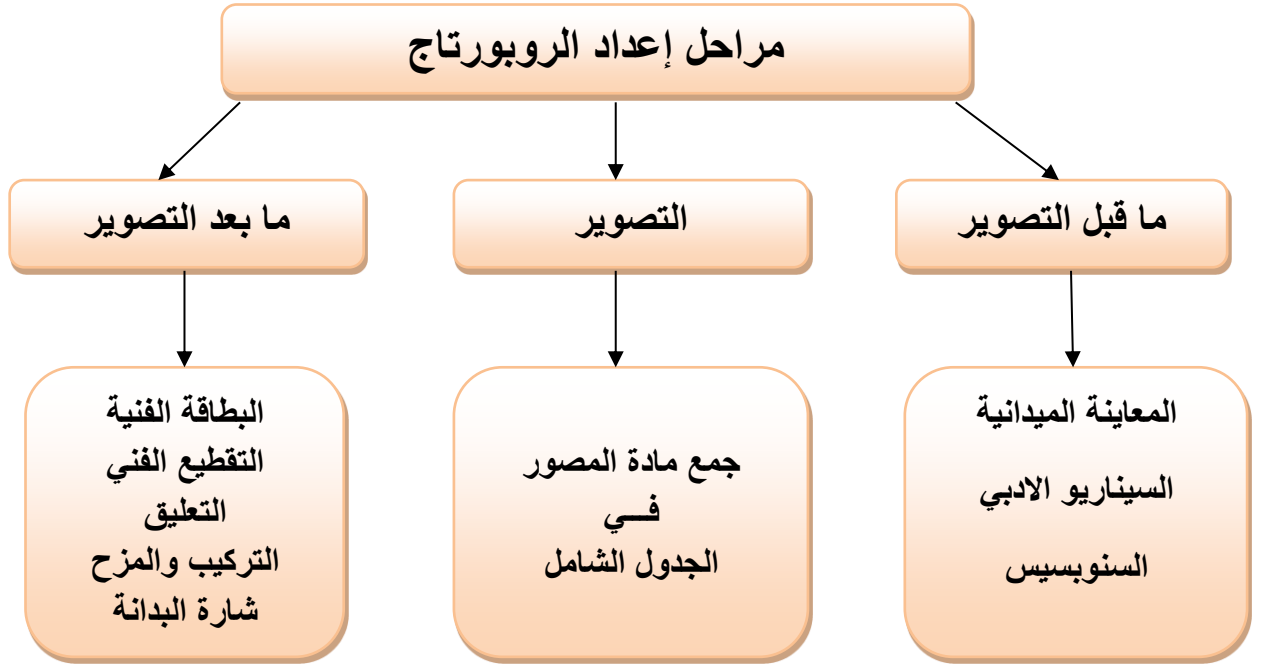 مراحل إعداد الروبورتاج
ما قبل التصوير
التصوير
ما بعد التصوير
المعاينة الميدانية
السيناريو الادبي
السنوبسيس
جمع مادة المصور
فـــي
الجدول الشامل
البطاقة الفنية
التقطيع الفني
التعليق
التركيب والمزح
شارة البدانة